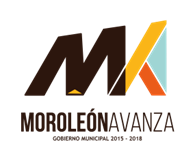 MOROLEÓNAVANZA
GOBIERNO MUNICIPAL 2015 - 2018